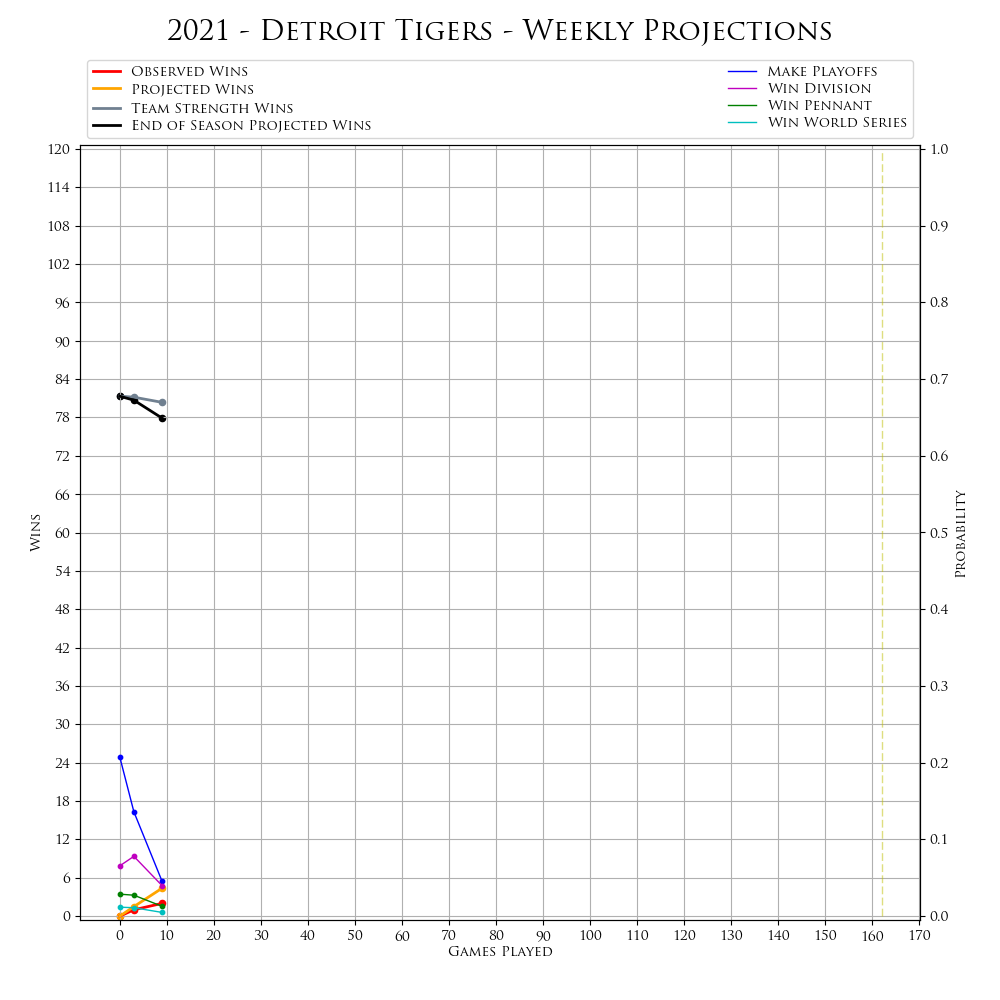 2021 - Detroit Tigers - Weekly Projections
Observed Wins
Projected Wins
Team Strength Wins
End of Season Projected Wins
Make Playoffs
Win Division
Win Pennant
Win World Series
120
114
108
102
96
90
84
78
72
66
60
54
48
42
36
30
24
18
12
6
0
Wins
1.0
0.9
0.8
0.7
0.6
0.5
0.4
0.3
0.2
0.1
0.0
Probability
0 10 20 30 40 50 60 70 80 90 100 110 120 130 140 150 160 170
Games Played